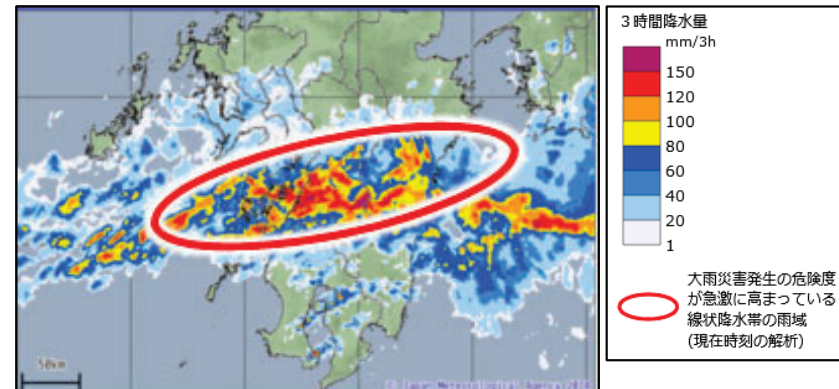 3時間降水量
mm/3h
150
120
100
80
60
40
20
1
大雨災害発生の危険度
が急激に高まっている
線状降水帯の雨域
(現在時刻の解析)
50km